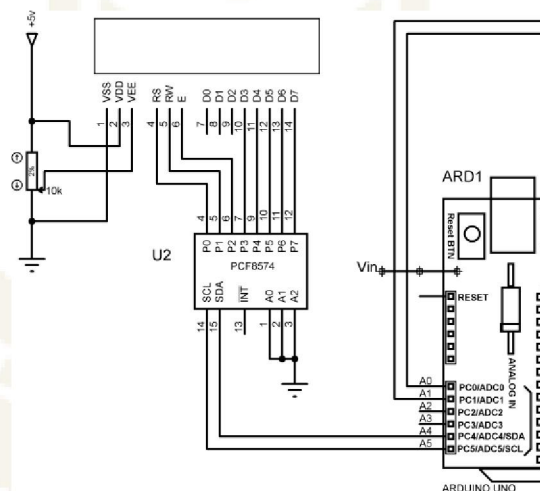 +5v
VSS
VDD
VEE
RS
RW
E
D0
D1
D2
D3
D4
D5
D6
D7
1
2
3
4
5
6
7
8
9
10
11
12
13
14
2%
10k
4
5
6
7
9
10
11
12
P0
P1
P2
P3
P4
P5
P6
P7
U2
PCF8574
SCL
SDA
INT
A0
A1
A2
14
15
13
1
2
3
ARD1
Reset BTN
Vin
RESET
ANALOG IN
A0
PC0/ADC0
A1
PC1/ADC1
A2
PC2/ADC2
A3
PC3/ADC3
A4
PC4/ADC4/SDA
A5
PC5/ADC5/SCL
ARDUINO UNO